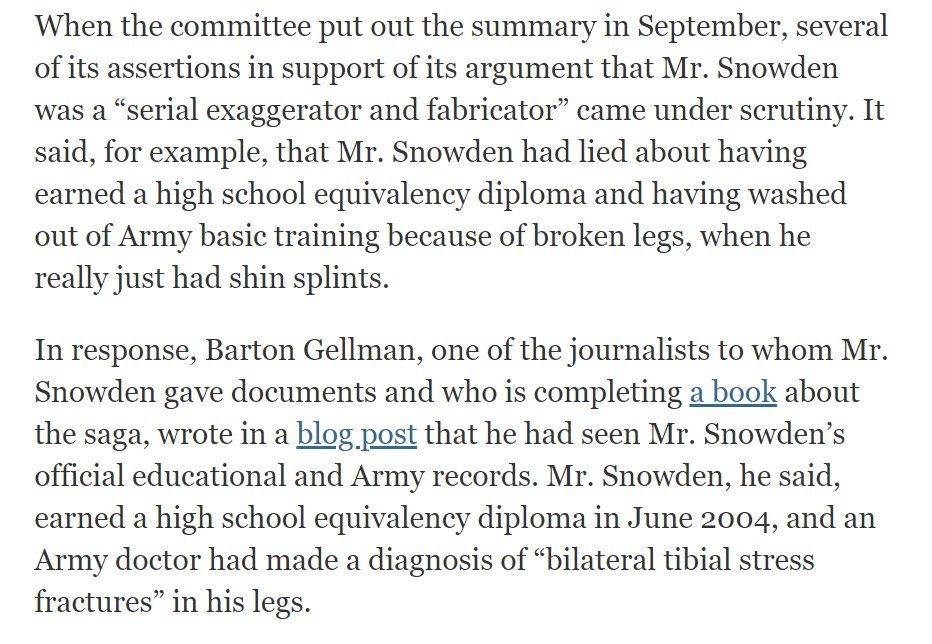 When the committee put out the summary in September, several
of its assertions in support of its argument that Mr. Snowden
was a “serial exaggerator and fabricator” came under scrutiny. It
said, for example, that Mr. Snowden had lied about having
earned a high school equivalency diploma and having washed
out of Army basic training because of broken legs, when he
really just had shin splints.
In response, Barton Gellman, one of the journalists to whom Mr.
Snowden gave documents and who is completing a book about
the saga, wrote in a blog post that he had seen Mr. Snowden’s
official educational and Army records. Mr. Snowden, he said,
earned a high school equivalency diploma in June 2004, and an
Army doctor had made a diagnosis of “bilateral tibial stress
fractures” in his legs.